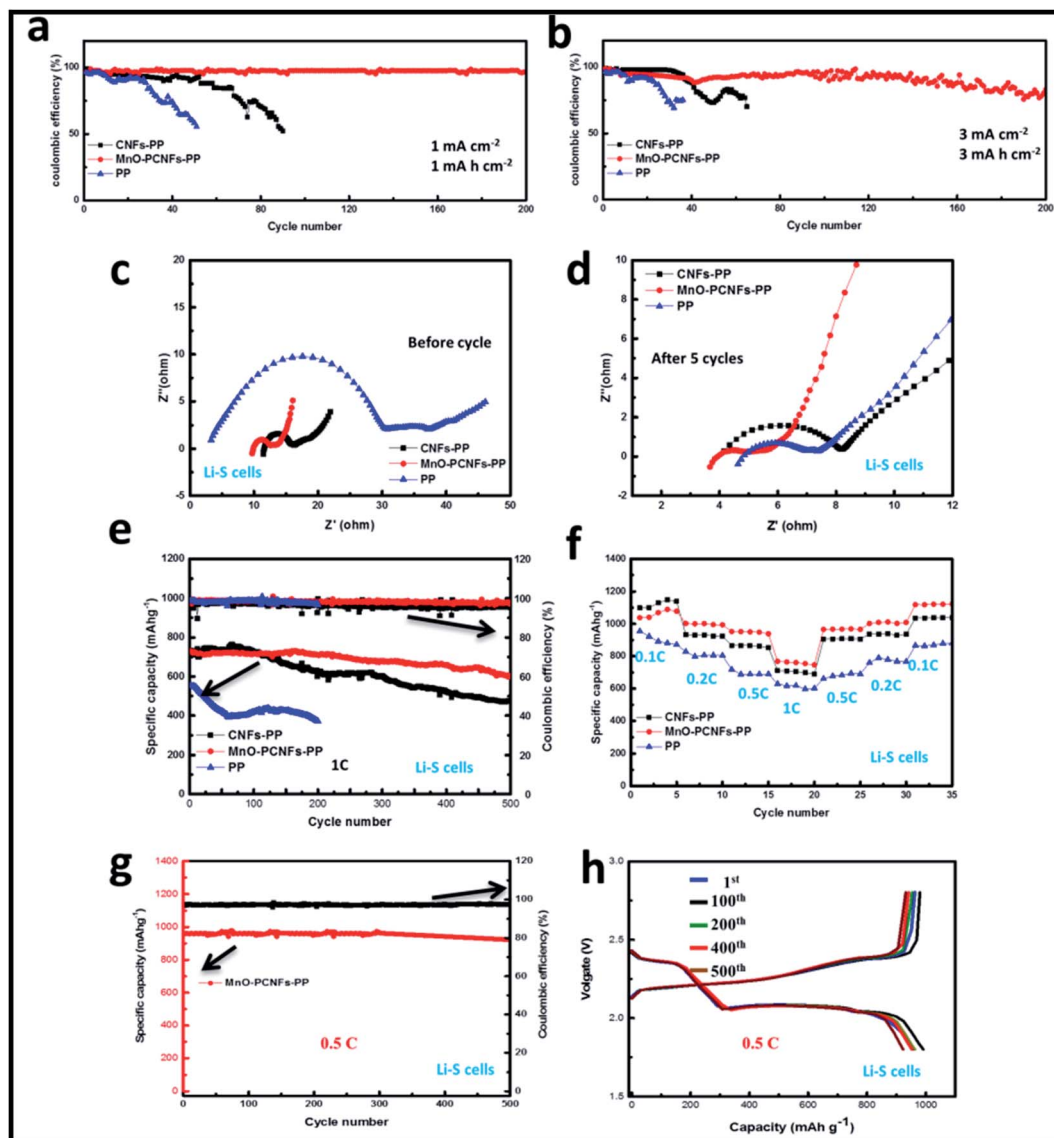 a
coulombic efficiency (%)
100
50
0
CNFs-PP
MnO-PCNFs-PP
PP
1 mA cm-2
1 mA h cm-2
0 40 80 120 160 200
Cycle number
b
coulombic efficiency (%)
100
50
0
CNFs-PP
MnO-PCNFs-PP
PP
3 mA cm-2
3 mA h cm-2
0 40 80 120 160 200
Cycle number
c
Z''(ohm)
20
15
10
5
0
-5
Before cycle
CNFs-PP
MnO-PCNFs-PP
PP
Li-S cells
0 10 20 30 40 50
Z' (ohm)
d
Z''(ohm)
10
8
6
4
2
0
-2
CNFs-PP
MnO-PCNFs-PP
PP
After 5 cycles
Li-S cells
2 4 6 8 10 12
Z' (ohm)
e
Specific capacity (mAhg-1)
1200
1000
800
600
400
200
0
CNFs-PP
MnO-PCNFs-PP
PP
1C
Li-S cells
120
100
80
60
40
20
0
Coulombic efficiency (%)
0 100 200 300 400 500
Cycle number
f
Specific capacity (mAhg-1)
1400
1200
1000
800
600
400
200
0
0.1C
0.2C
0.5C
1C
0.5C
0.2C
0.1C
CNFs-PP
MnO-PCNFs-PP
PP
Li-S cells
0 5 10 15 20 25 30 35
Cycle number
g
Specific capacity (mAhg-1)
1400
1200
1000
800
600
400
200
0
MnO-PCNFs-PP
0.5 C
Li-S cells
120
100
80
60
40
20
0
Coulombic efficiency (%)
0 100 200 300 400 500
Cycle number
h
Volgate (V)
3.0
2.5
2.0
1.5
1st
100th
200th
400th
500th
0.5 C
Li-S cells
0 200 400 600 800 1000
Capacity (mAh g-1)